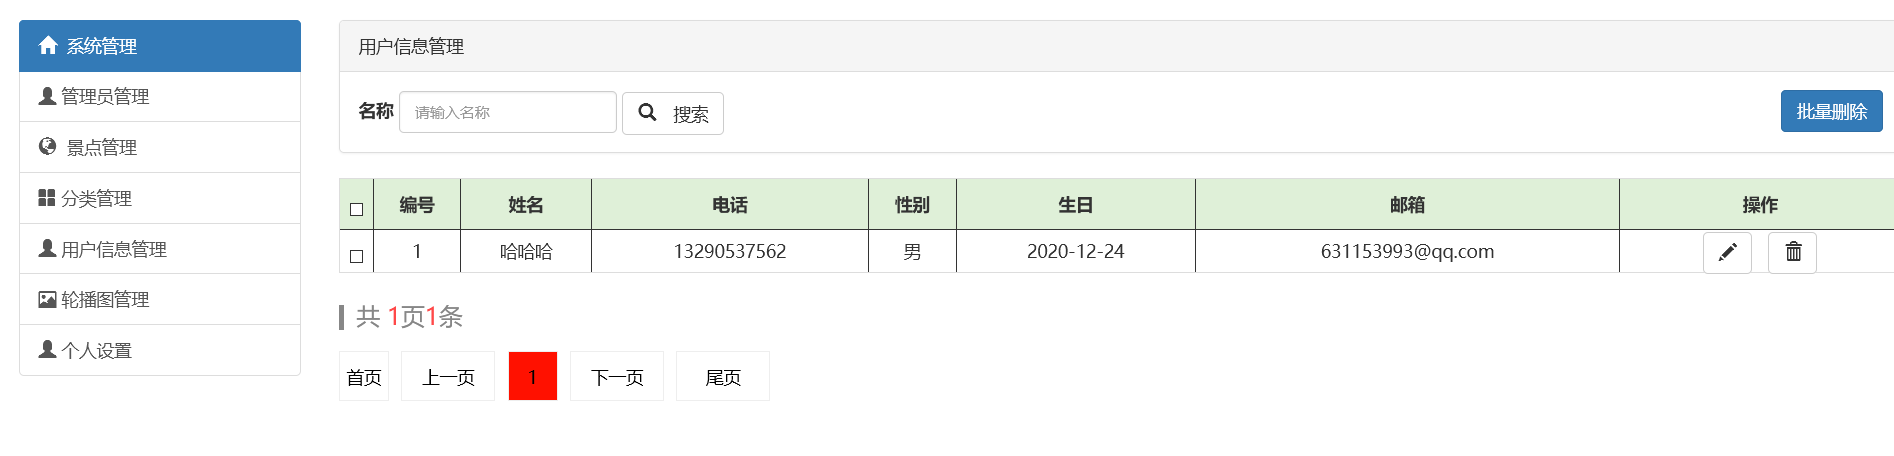 系统管理
管理员管理
景点管理
分类管理
用户信息管理
轮播图管理
个人设置
用户信息管理
名称 请输入名称 搜索 批量删除
编号 姓名 电话 性别 生日 邮箱 操作
1 哈哈哈 13290537562 男 2020-12-24 631153993@qq.com
共 1页1条
首页 上一页 1 下一页 尾页